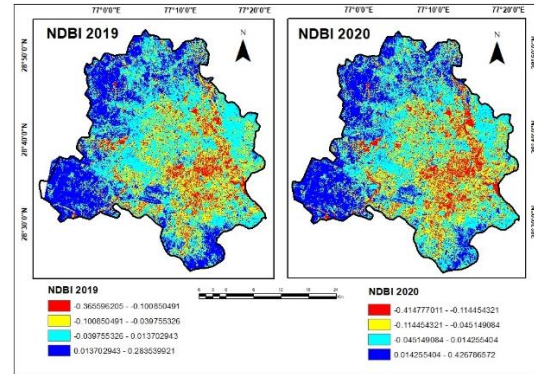 77°0'0"E 77°10'0"E 77°20'0"E
77°0'0"E 77°10'0"E 77°20'0"E
NDBI 2019
N
NDBI 2020
N
28°50'0"N
28°40'0"N
28°30'0"N
NDBI 2019
-0.365596205 - -0.100850491
-0.100850491 - -0.039755326
-0.039755326 - 0.013702943
0.013702943 - 0.283539921
NDBI 2020
-0.414777011 - -0.114454321
-0.114454321 - -0.045149084
-0.045149084 - 0.014255404
0.014255404 - 0.426786572